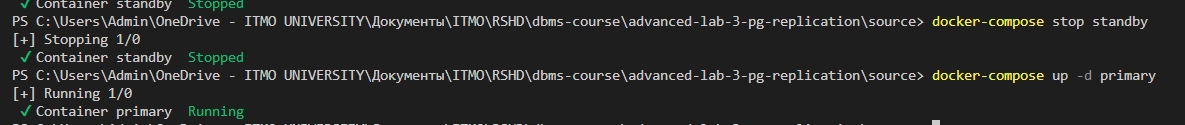 ✓ Container standby  Stopped
PS C:\Users\Admin\OneDrive - ITMO UNIVERSITY\Документы\ITMO\RSHD\dbms-course\advanced-lab-3-pg-replication\source> docker-compose stop standby
[+] Stopping 1/0
✓ Container standby  Stopped
PS C:\Users\Admin\OneDrive - ITMO UNIVERSITY\Документы\ITMO\RSHD\dbms-course\advanced-lab-3-pg-replication\source> docker-compose up -d primary
[+] Running 1/0
✓ Container primary  Running